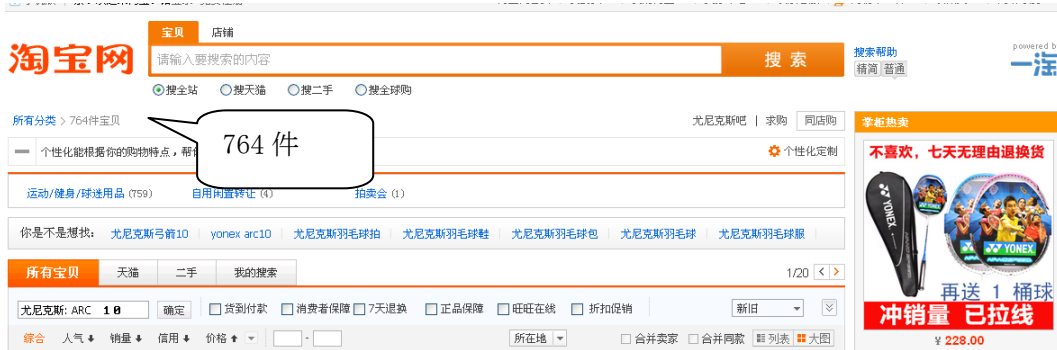 宝贝 店铺
淘宝网 请输入要搜索的内容 搜 索
搜索帮助
精简 普通
powered b
一淘
搜全站 搜天猫 搜二手 搜全球购
所有分类 > 764件宝贝
764 件
尤尼克斯吧 | 求购 同店购
掌柜热卖
个性化能根据你的购物特点，帮
个性化定制
不喜欢，七天无理由退换货
运动/健身/球迷用品 (759) 自用闲置转让 (4) 拍卖会 (1)
YONEX
YONEX
你是不是想找： 尤尼克斯弓箭10 yonex arc10 尤尼克斯羽毛球拍 尤尼克斯羽毛球鞋 尤尼克斯羽毛球包 尤尼克斯羽毛球 尤尼克斯羽毛球服
所有宝贝 天猫 二手 我的搜索 1/20 < >
再送 1 桶球
尤尼克斯: ARC 10 确定 货到付款 消费者保障 7天退换 正品保障 旺旺在线 折扣促销 新旧
冲销量 已拉线
综合 人气 销量 信用 价格 - 所在地 合并卖家 合并同款 列表 大图
¥ 228.00